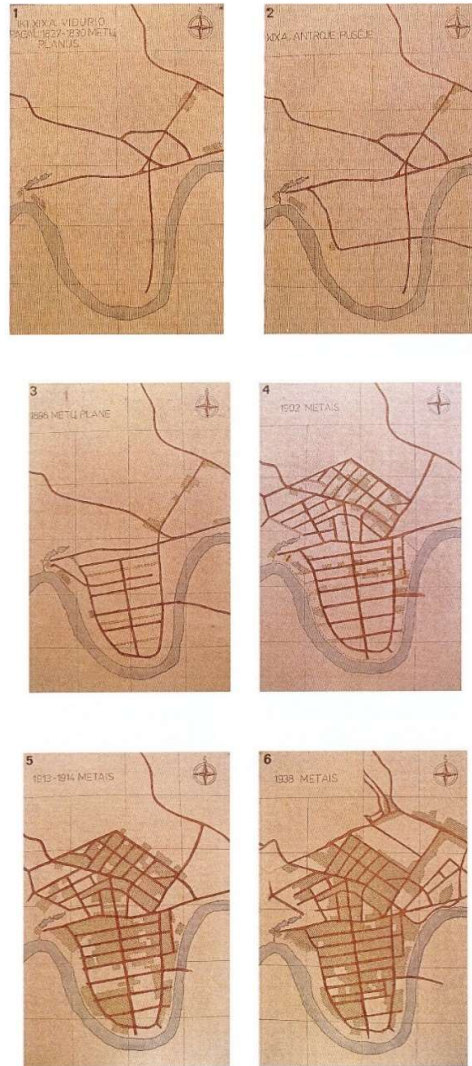 1
IKI XIX A. VIDURIO
PAGAL 1827-1830 METŲ
PLANUS
2
XIX A. ANTROJE PUSĖJE
3
METŲ PLANE
4
1902 METAIS
5
1913-1914 METAIS
6
1938 METAIS